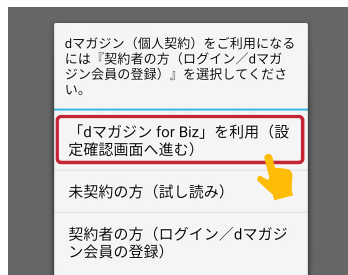 dマガジン（個人契約）をご利用になる
には『契約者の方（ログイン／dマガ
ジン会員の登録）』を選択してくださ
い。
「dマガジン for Biz」を利用（設
定確認画面へ進む）
未契約の方（試し読み）
契約者の方（ログイン／dマガジ
ン会員の登録）